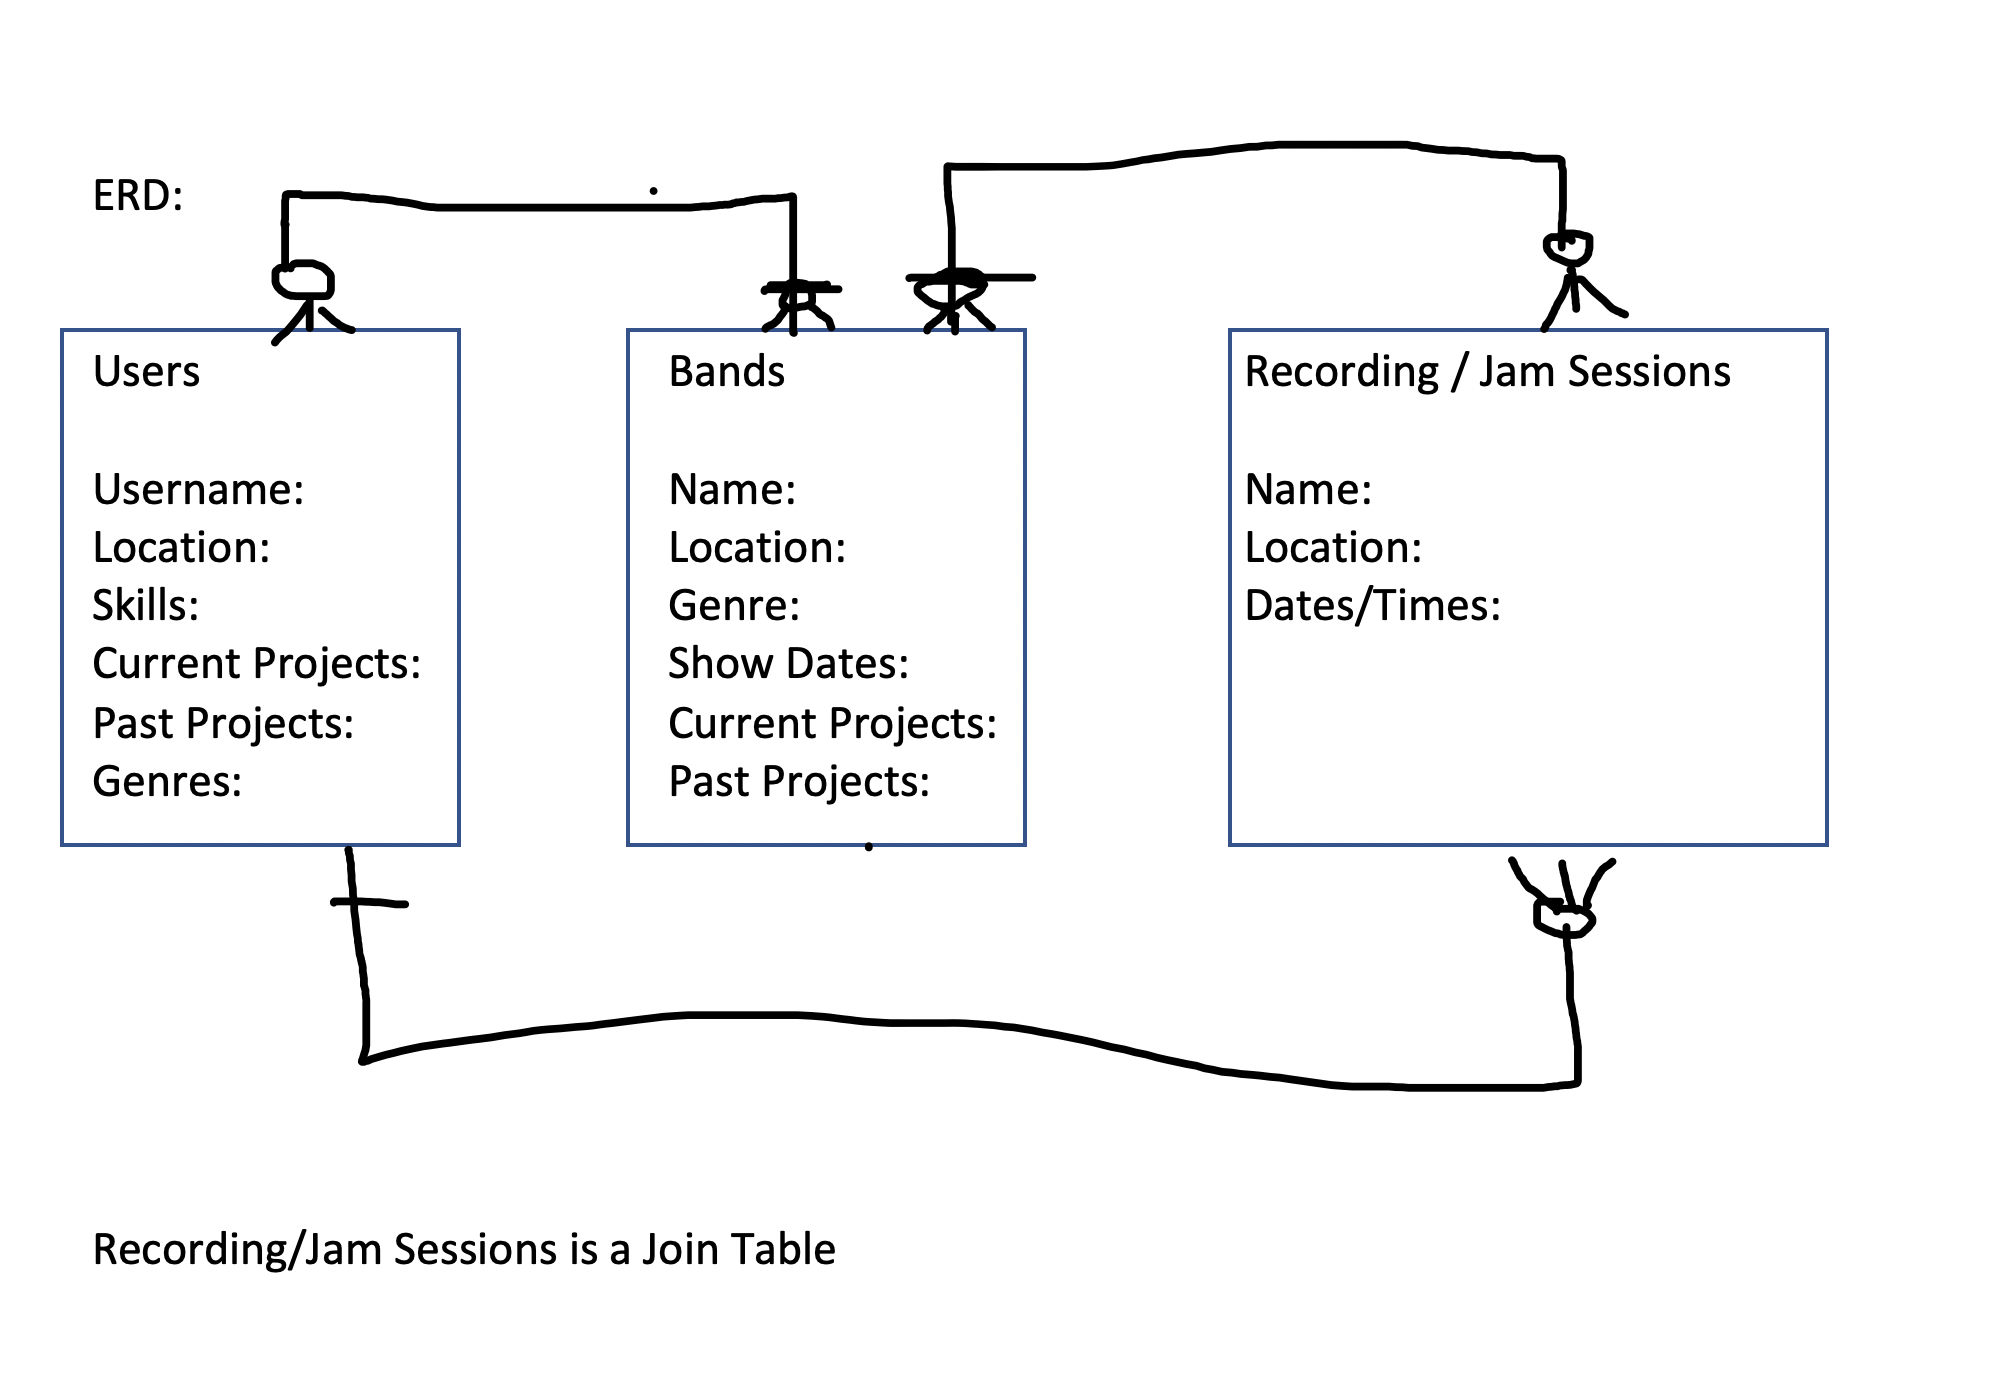 ERD:
Users
Username:
Location:
Skills:
Current Projects:
Past Projects:
Genres:
Bands
Name:
Location:
Genre:
Show Dates:
Current Projects:
Past Projects:
Recording / Jam Sessions
Name:
Location:
Dates/Times:
Recording/Jam Sessions is a Join Table